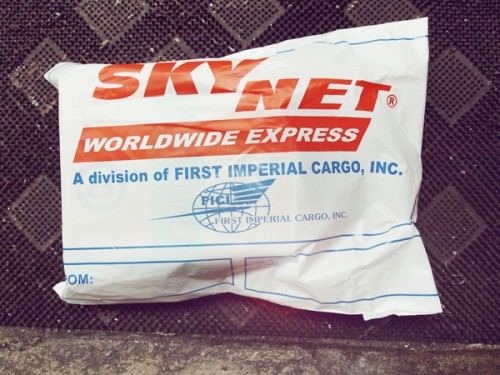 SKYNET®
WORLDWIDE EXPRESS
A division of FIRST IMPERIAL CARGO, INC.
FICI
FIRST IMPERIAL CARGO, INC.
OM: